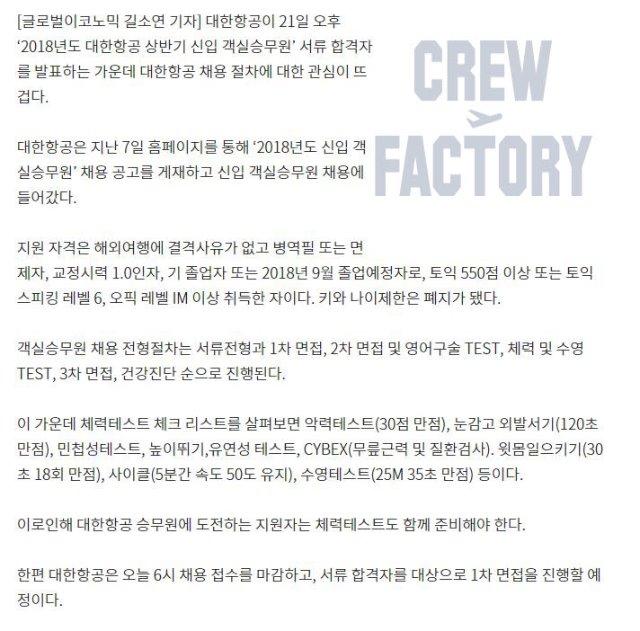 [글로벌이코노믹 길소연 기자] 대한항공이 21일 오후
‘2018년도 대한항공 상반기 신입 객실승무원’ 서류 합격자
를 발표하는 가운데 대한항공 채용 절차에 대한 관심이 뜨
겁다.
CREW
FACTORY
대한항공은 지난 7일 홈페이지를 통해 ‘2018년도 신입 객
실승무원’ 채용 공고를 게재하고 신입 객실승무원 채용에
들어갔다.
지원 자격은 해외여행에 결격사유가 없고 병역필 또는 면
제자, 교정시력 1.0인자, 기 졸업자 또는 2018년 9월 졸업예정자로, 토익 550점 이상 또는 토익
스피킹 레벨 6, 오픽 레벨 IM 이상 취득한 자이다. 키와 나이제한은 폐지가 됐다.
객실승무원 채용 전형절차는 서류전형과 1차 면접, 2차 면접 및 영어구술 TEST, 체력 및 수영
TEST, 3차 면접, 건강진단 순으로 진행된다.
이 가운데 체력테스트 체크 리스트를 살펴보면 악력테스트(30점 만점), 눈감고 외발서기(120초
만점), 민첩성테스트, 높이뛰기,유연성 테스트, CYBEX(무릎근력 및 질환검사). 윗몸일으키기(30
초 18회 만점), 사이클(5분간 속도 50도 유지), 수영테스트(25M 35초 만점) 등이다.
이로인해 대한항공 승무원에 도전하는 지원자는 체력테스트도 함께 준비해야 한다.
한편 대한항공은 오늘 6시 채용 접수를 마감하고, 서류 합격자를 대상으로 1차 면접을 진행할 예
정이다.